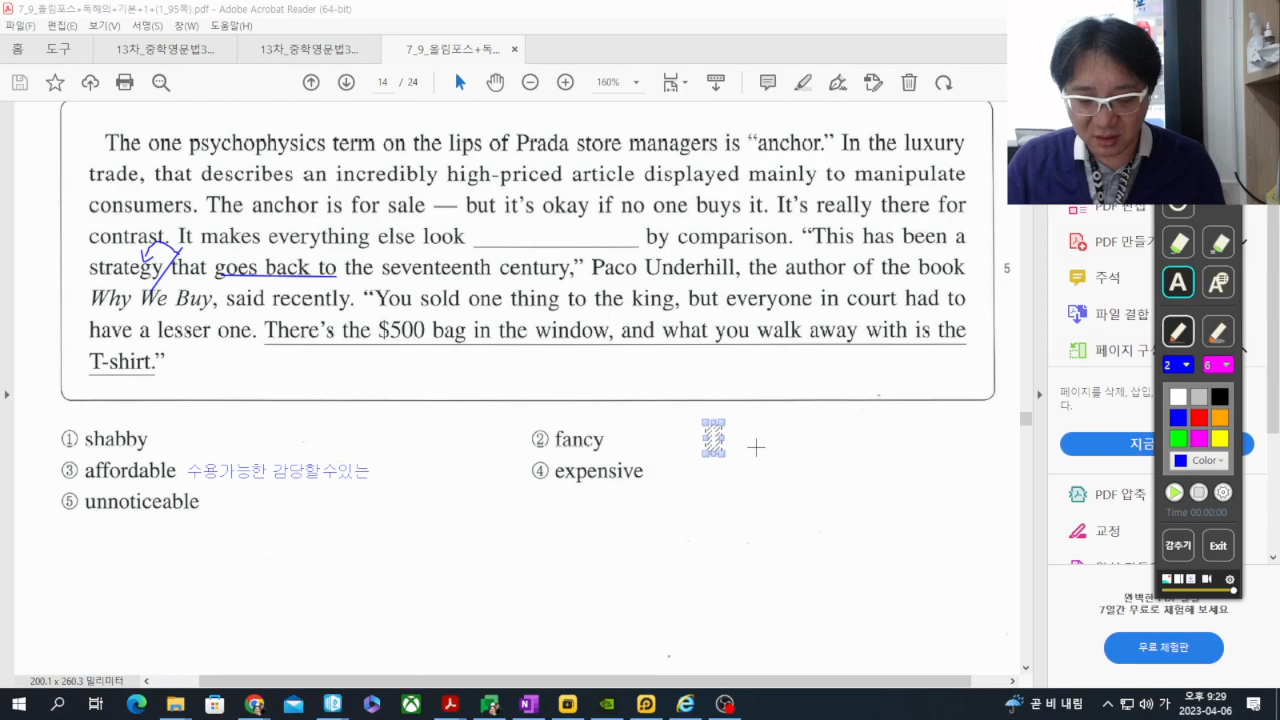 7_9_올림포스+독해의+기본+1+(1_95쪽).pdf - Adobe Acrobat Reader (64-bit)
파일(F) 편집(E) 보기(V) 서명(S) 창(W) 도움말(H)
홈 도구 13차_중학영문법3... 13차_중학영문법3... 7_9_올림포스+독... ×
14 / 24 160%
The one psychophysics term on the lips of Prada store managers is “anchor.” In the luxury
trade, that describes an incredibly high-priced article displayed mainly to manipulate
consumers. The anchor is for sale — but it's okay if no one buys it. It's really there for
contrast. It makes everything else look ____________ by comparison. “This has been a
strategy that goes back to the seventeenth century,” Paco Underhill, the author of the book
Why We Buy, said recently. “You sold one thing to the king, but everyone in court had to
have a lesser one. There's the $500 bag in the window, and what you walk away with is the
T-shirt.”
5
① shabby ② fancy
③ affordable 수용가능한 감당할수있는 ④ expensive
⑤ unnoticeable
PDF 만들기
주석
파일 결합
페이지 구성
페이지를 삭제, 삽입,
다.
지금
PDF 압축
교정
7일간 무료로 체험해 보세요
무료 체험판
A A
2 6
Color
Time 00:00:00
감추기 Exit
200.1 x 260.3 밀리미터
곧 비 내림 가 오후 9:29
2023-04-06